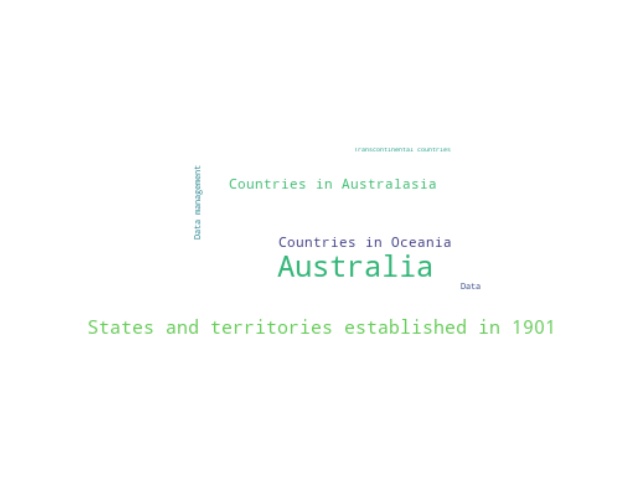 Transcontinental countries
Data management
Countries in Australasia
Countries in Oceania
Australia
Data
States and territories established in 1901